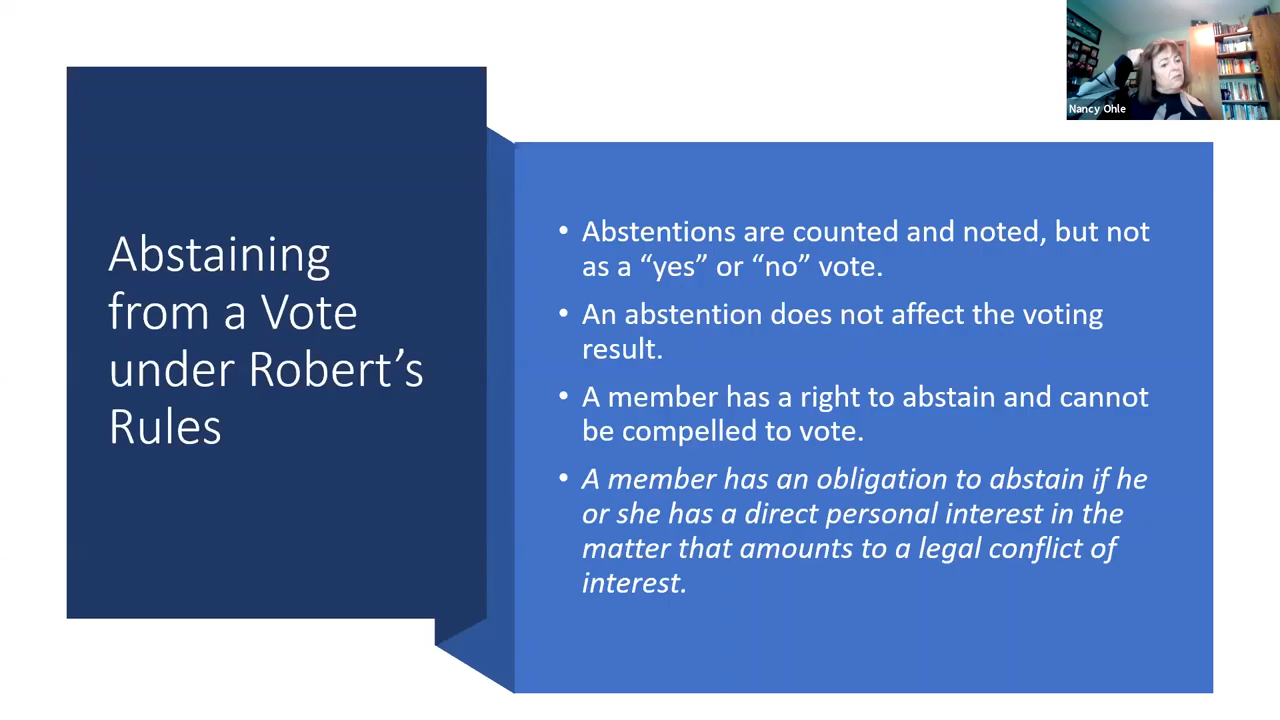 Nancy Ohle
Abstaining
from a Vote
under Robert’s
Rules
• Abstentions are counted and noted, but not
as a “yes” or “no” vote.
• An abstention does not affect the voting
result.
• A member has a right to abstain and cannot
be compelled to vote.
• A member has an obligation to abstain if he
or she has a direct personal interest in the
matter that amounts to a legal conflict of
interest.